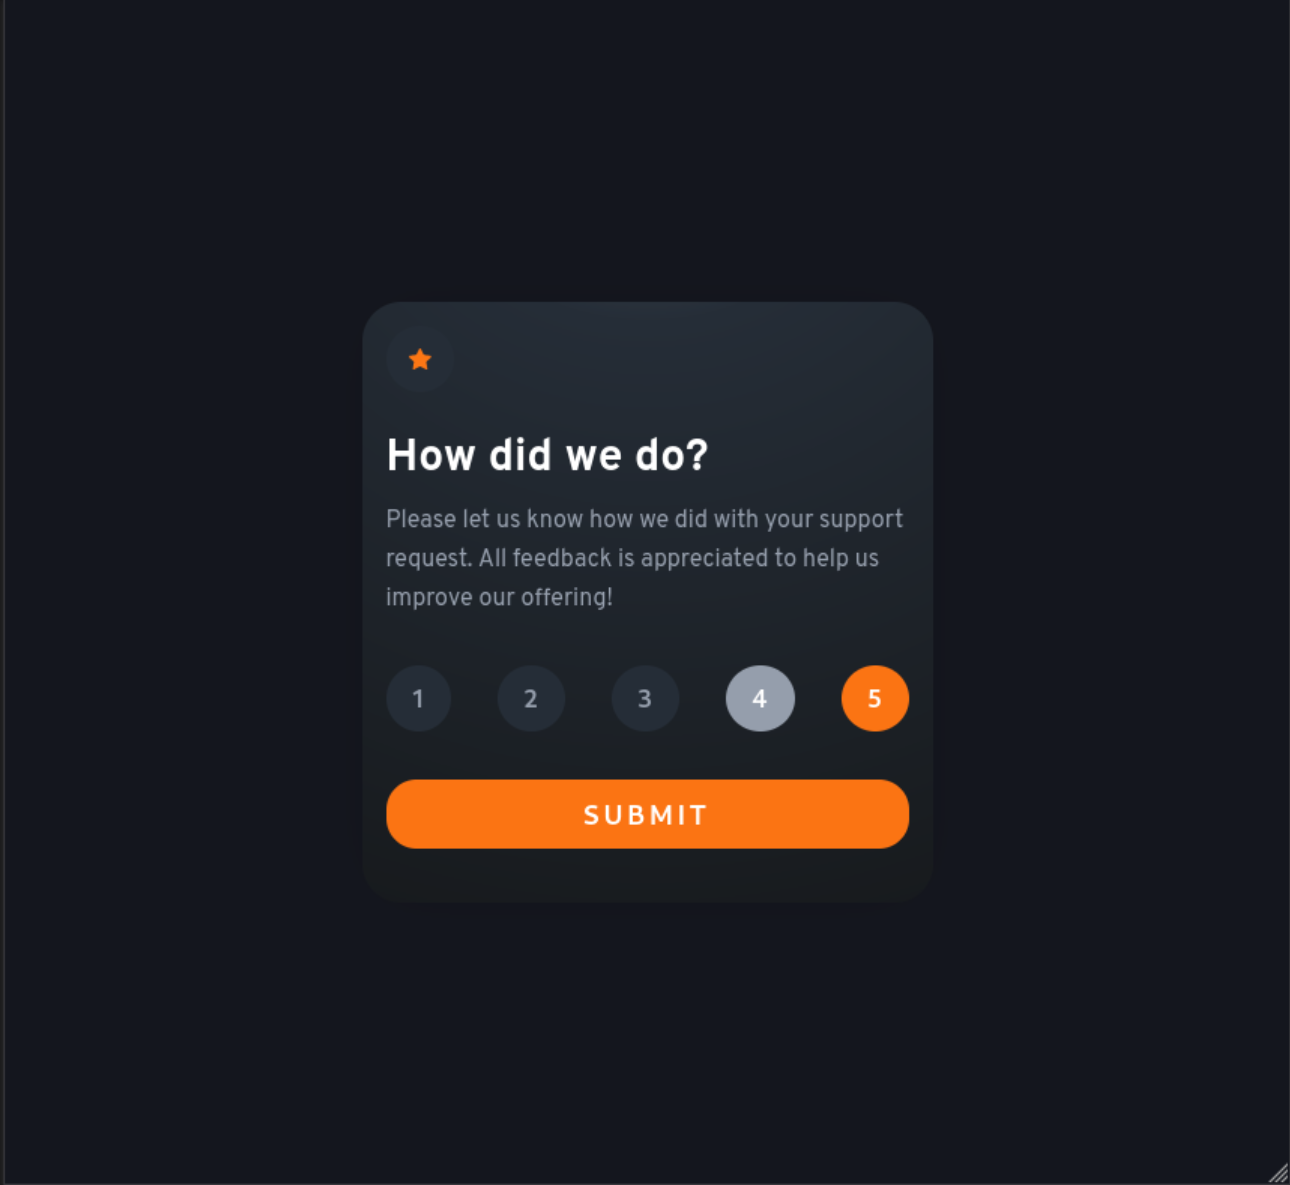 How did we do?
Please let us know how we did with your support
request. All feedback is appreciated to help us
improve our offering!
1 2 3 4 5
SUBMIT